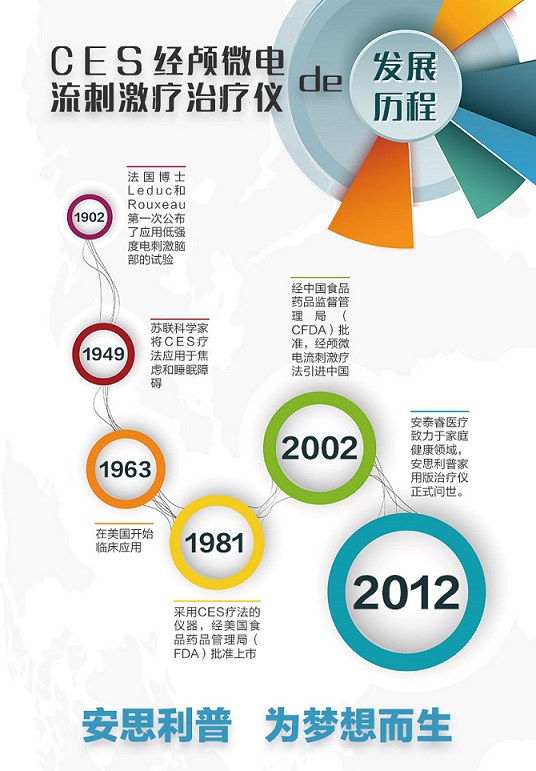 CES经颅微电
流刺激疗治疗仪
de
发展
历程
1902
法国博士
Leduc和
Rouxeau
第一次公布
了应用低强
度电刺激脑
部的试验
1949
苏联科学家
将CES疗
法应用于焦
虑和睡眠障
碍
1963
在美国开始
临床应用
1981
采用CES疗法的
仪器，经美国食
品药品管理局（
FDA）批准上市
2002
经中国食品
药品监督管
理局（
CFDA）批
准，经颅微
电流刺激疗
法引进中国
2012
安泰睿医疗
致力于家庭
健康领域，
安思利普家
用版治疗仪
正式问世。
安思利普 为梦想而生